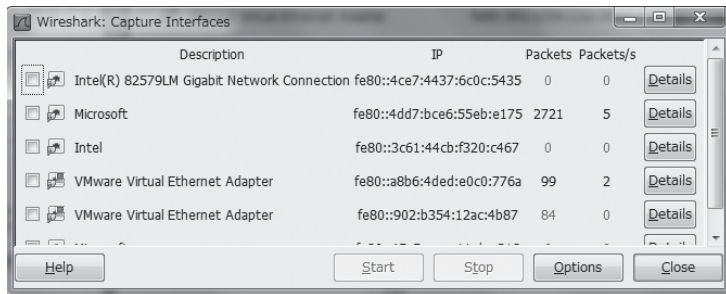 Wireshark: Capture Interfaces
Description IP Packets Packets/s
Intel(R) 82579LM Gigabit Network Connection fe80::4ce7:4437:6c0c:5435 0 0 Details
Microsoft fe80::4dd7:bce6:55eb:e175 2721 5 Details
Intel fe80::3c61:44cb:f320:c467 0 0 Details
VMware Virtual Ethernet Adapter fe80::a8b6:4ded:e0c0:776a 99 2 Details
VMware Virtual Ethernet Adapter fe80::902:b354:12ac:4b87 84 0 Details
Help Start Stop Options Close